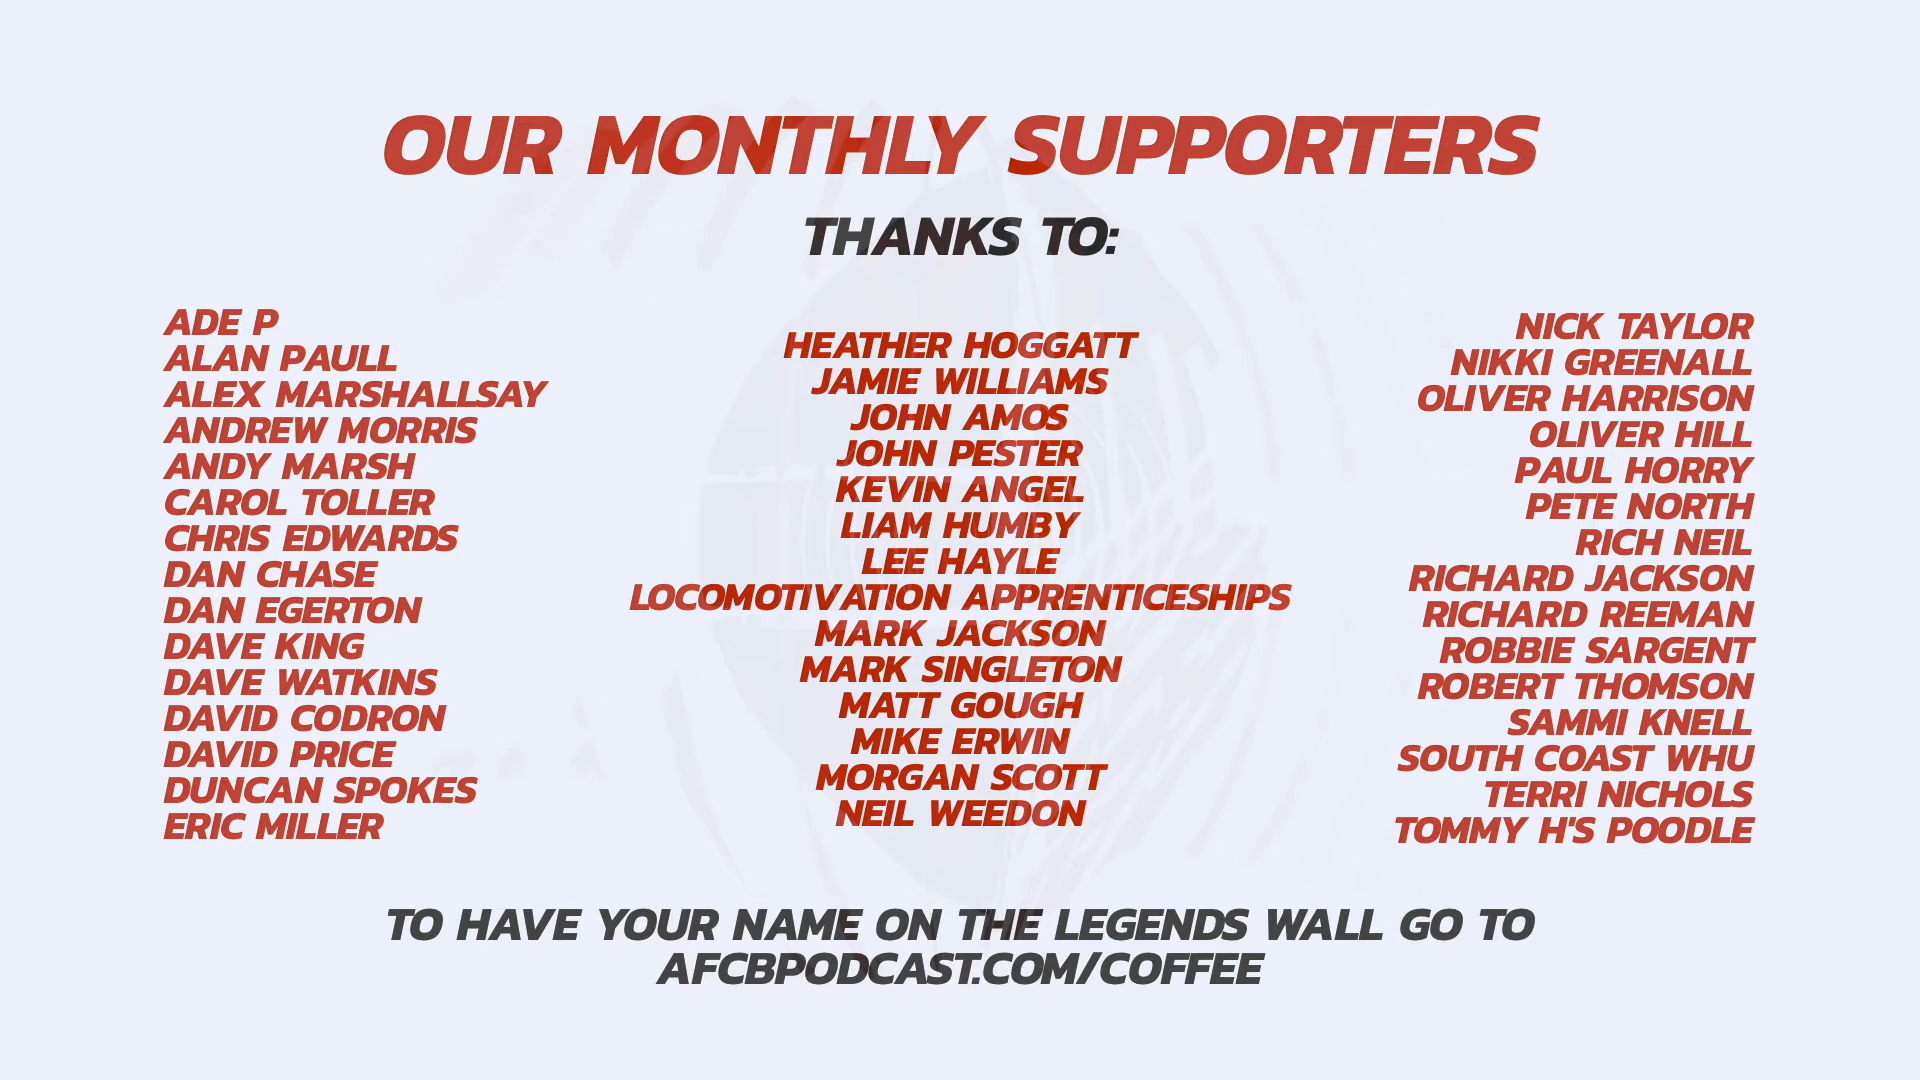 OUR MONTHLY SUPPORTERS
THANKS TO:
ADE P
ALAN PAULL
ALEX MARSHALLSAY
ANDREW MORRIS
ANDY MARSH
CAROL TOLLER
CHRIS EDWARDS
DAN CHASE
DAN EGERTON
DAVE KING
DAVE WATKINS
DAVID CODRON
DAVID PRICE
DUNCAN SPOKES
ERIC MILLER
HEATHER HOGGATT
JAMIE WILLIAMS
JOHN AMOS
JOHN PESTER
KEVIN ANGEL
LIAM HUMBY
LEE HAYLE
LOCOMOTIVATION APPRENTICESHIPS
MARK JACKSON
MARK SINGLETON
MATT GOUGH
MIKE ERWIN
MORGAN SCOTT
NEIL WEEDON
NICK TAYLOR
NIKKI GREENALL
OLIVER HARRISON
OLIVER HILL
PAUL HORRY
PETE NORTH
RICH NEIL
RICHARD JACKSON
RICHARD REEMAN
ROBBIE SARGENT
ROBERT THOMSON
SAMMI KNELL
SOUTH COAST WHU
TERRI NICHOLS
TOMMY H'S POODLE
TO HAVE YOUR NAME ON THE LEGENDS WALL GO TO
AFCBPODCAST.COM/COFFEE